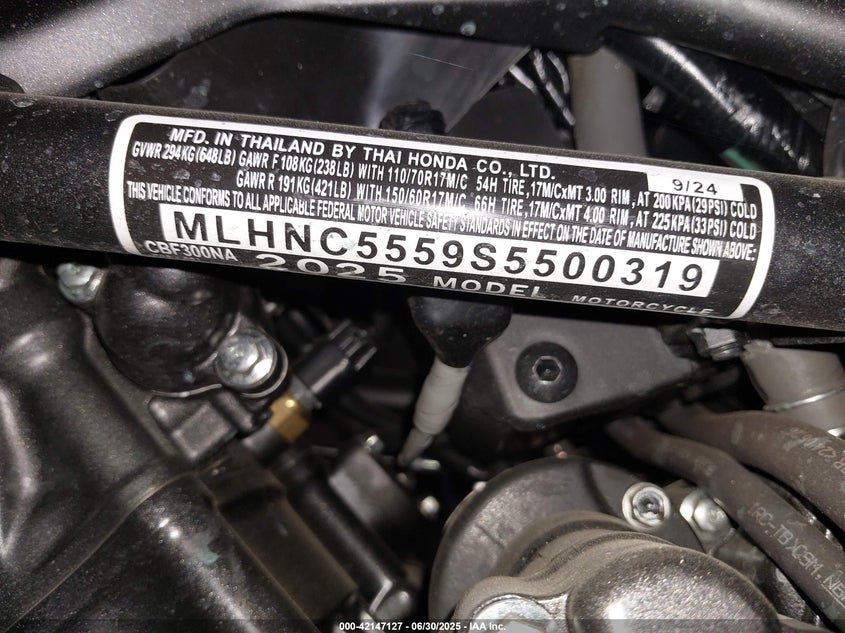 MFD. IN THAILAND BY THAI HONDA CO., LTD. 9/24
GVWR 294KG(648LB) GAWR F 108KG(238LB) WITH 110/70R17M/C 54H TIRE,17M/CxMT 3.00 RIM, AT 200KPA(29PSI) COLD
GAWR R 191KG(421LB) WITH 150/60R17M/C 66H TIRE,17M/CxMT 4.00 RIM, AT 225KPA(33PSI) COLD
THIS VEHICLE CONFORMS TO ALL APPLICABLE FEDERAL MOTOR VEHICLE SAFETY STANDARDS IN EFFECT ON THE DATE OF MANUFACTURE SHOWN ABOVE:
MLHNC5559S5500319
CBF300NA 2025 MODEL MOTORCYCLE
000-42147127 - 06/30/2025 - IAA Inc.